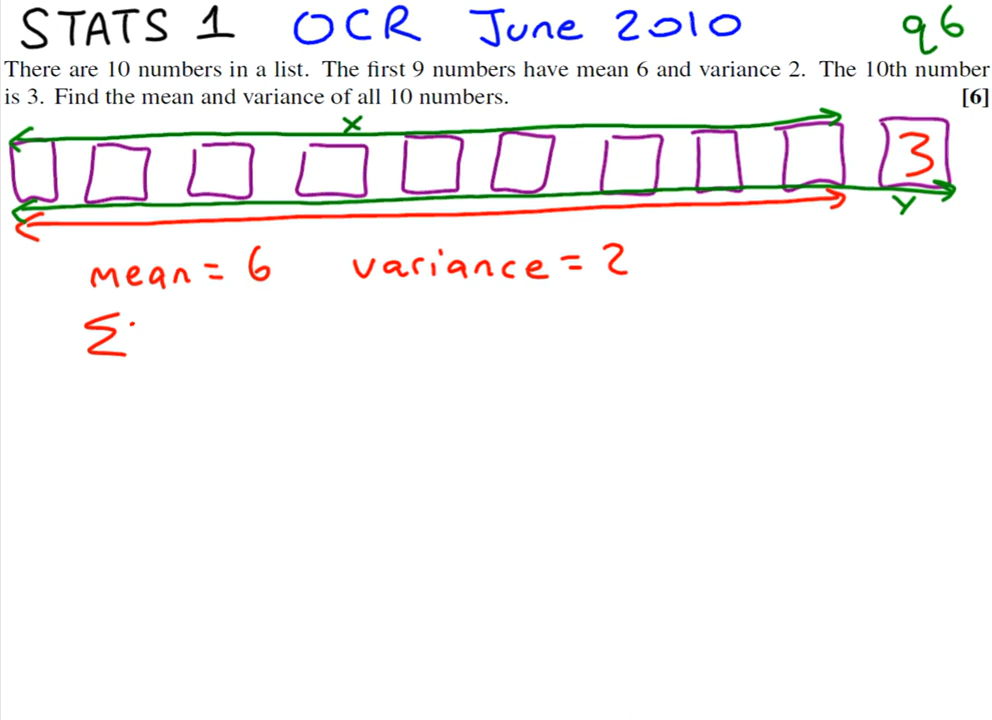 STATS 1 OCR June 2010 q6
There are 10 numbers in a list. The first 9 numbers have mean 6 and variance 2. The 10th number
is 3. Find the mean and variance of all 10 numbers. [6]
x
3
y
mean = 6 variance = 2
Σ